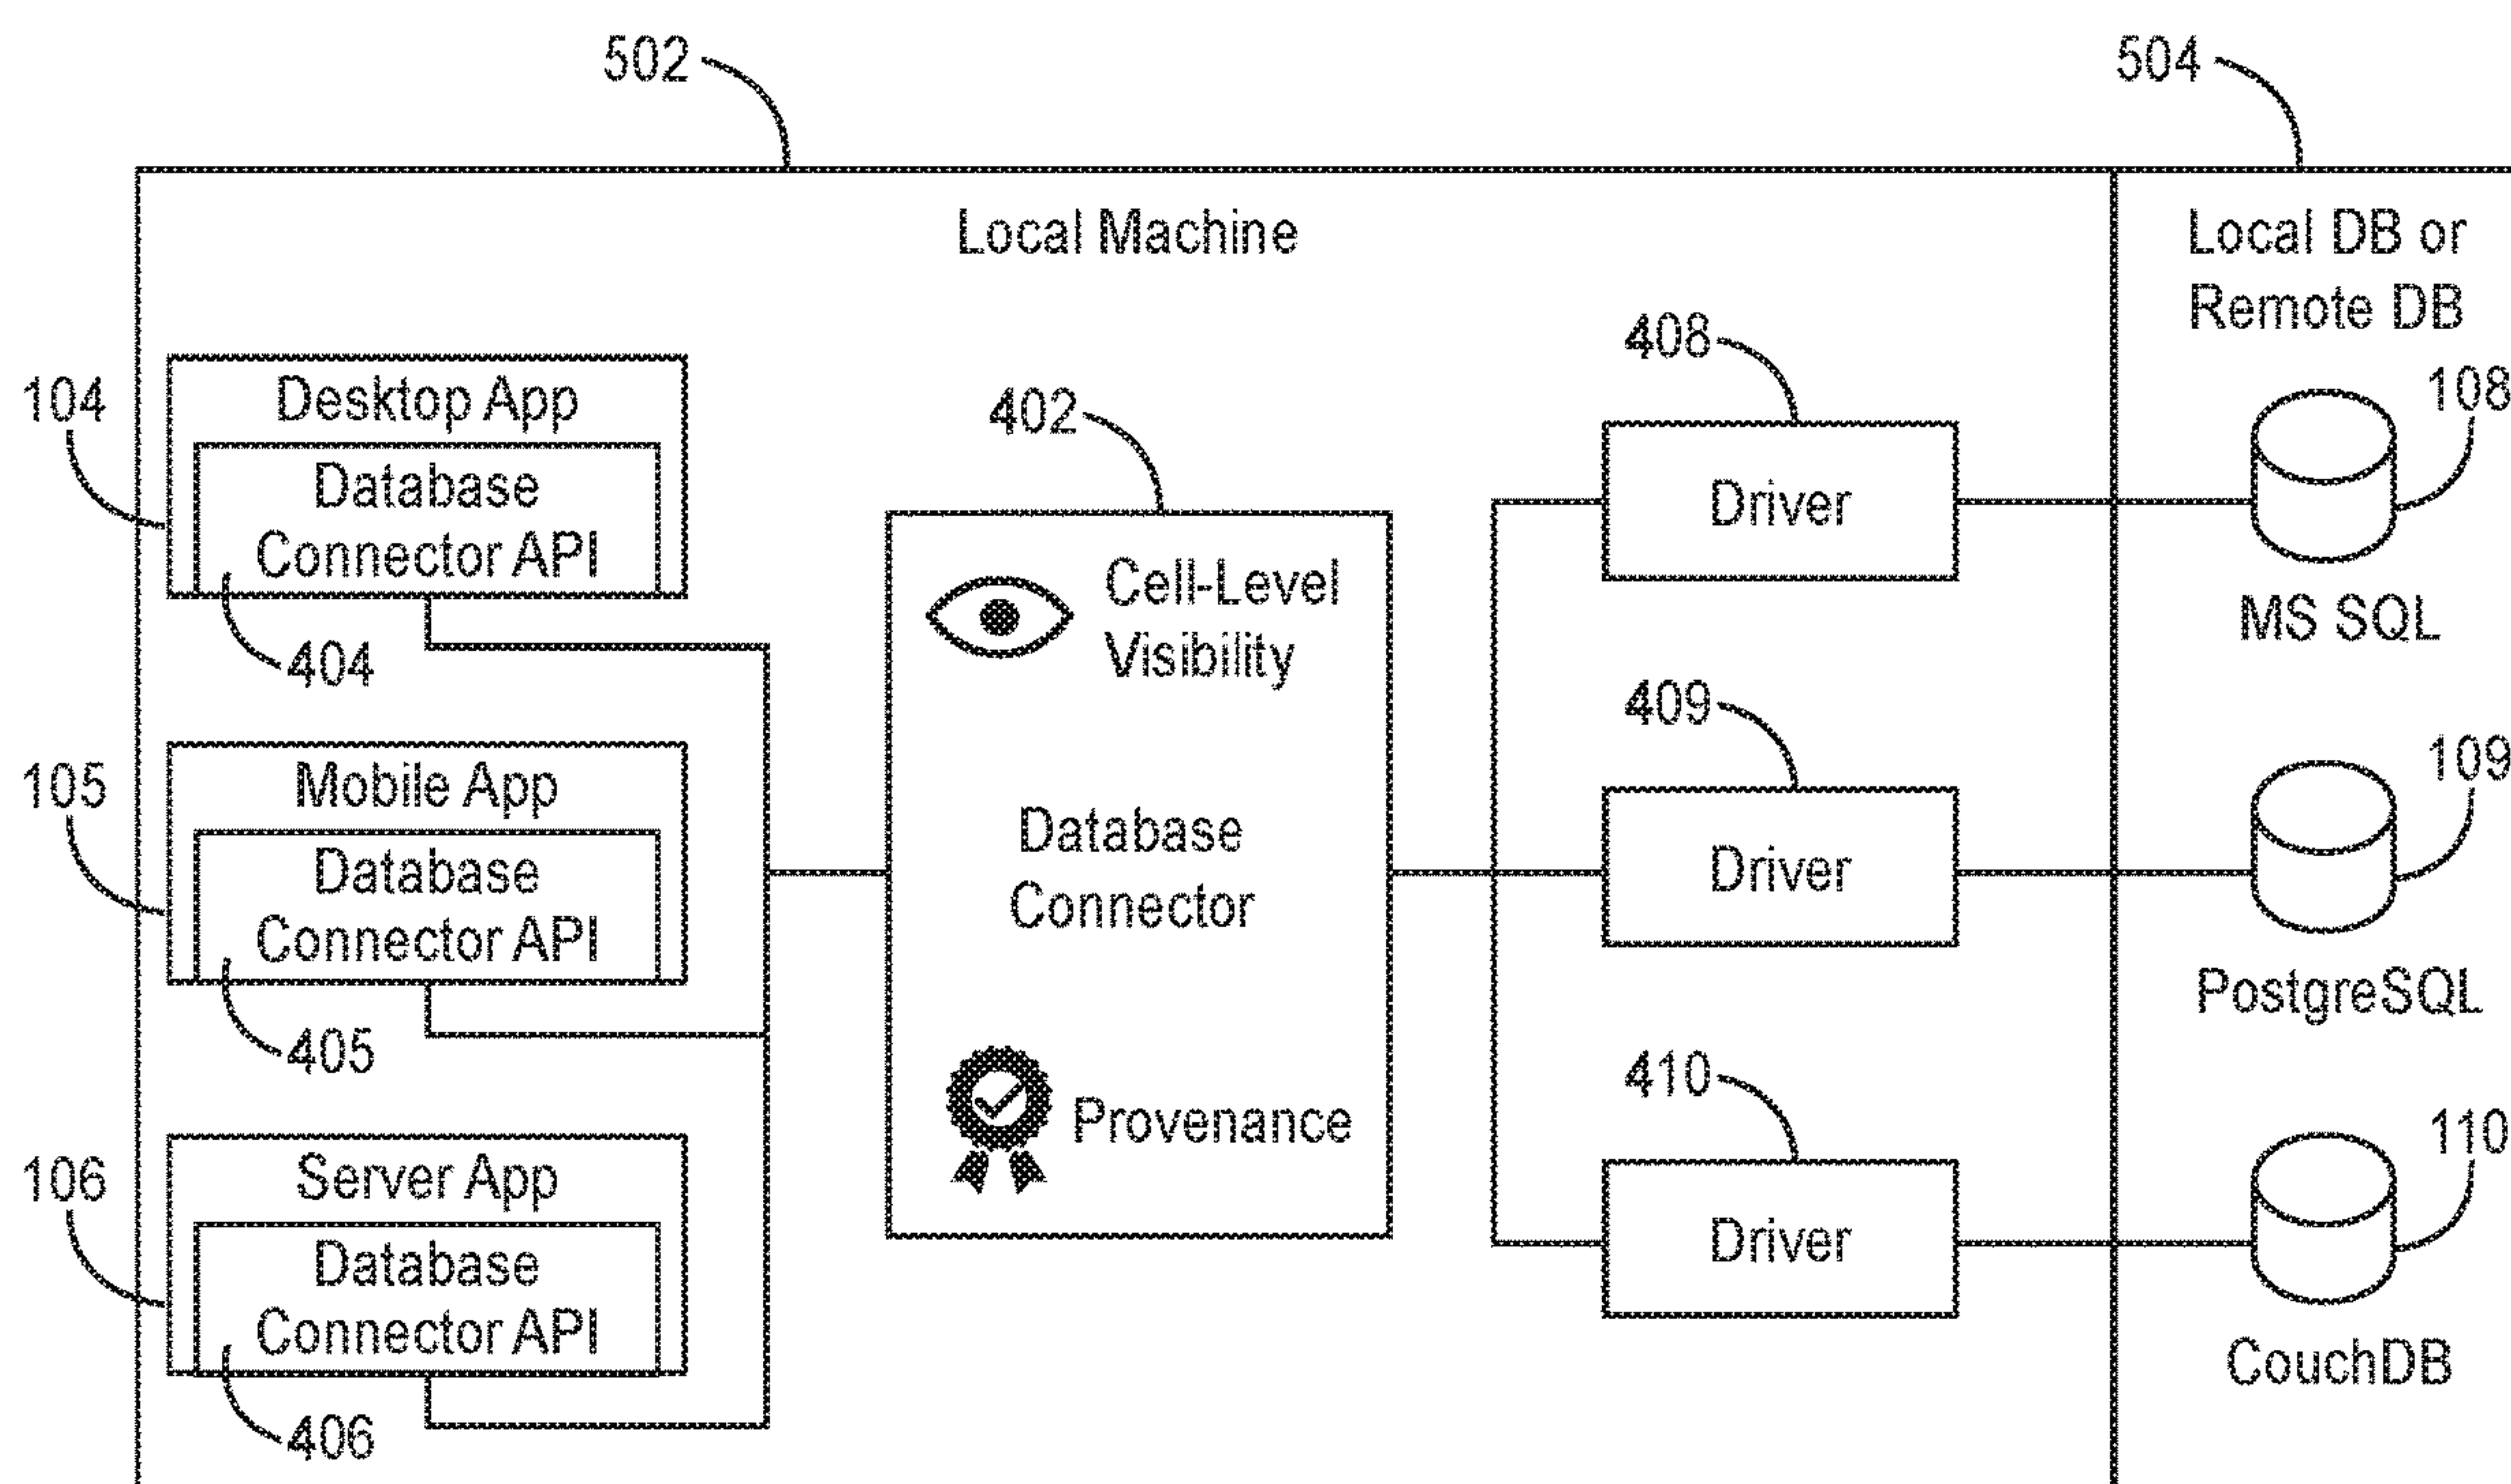 502
504
Local Machine
Local DB or
Remote DB
104
Desktop App
Database
Connector API
404
105
Mobile App
Database
Connector API
405
106
Server App
Database
Connector API
406
402
Cell-Level
Visibility
Database
Connector
Provenance
408
Driver
409
Driver
410
Driver
108
MS SQL
109
PostgreSQL
110
CouchDB